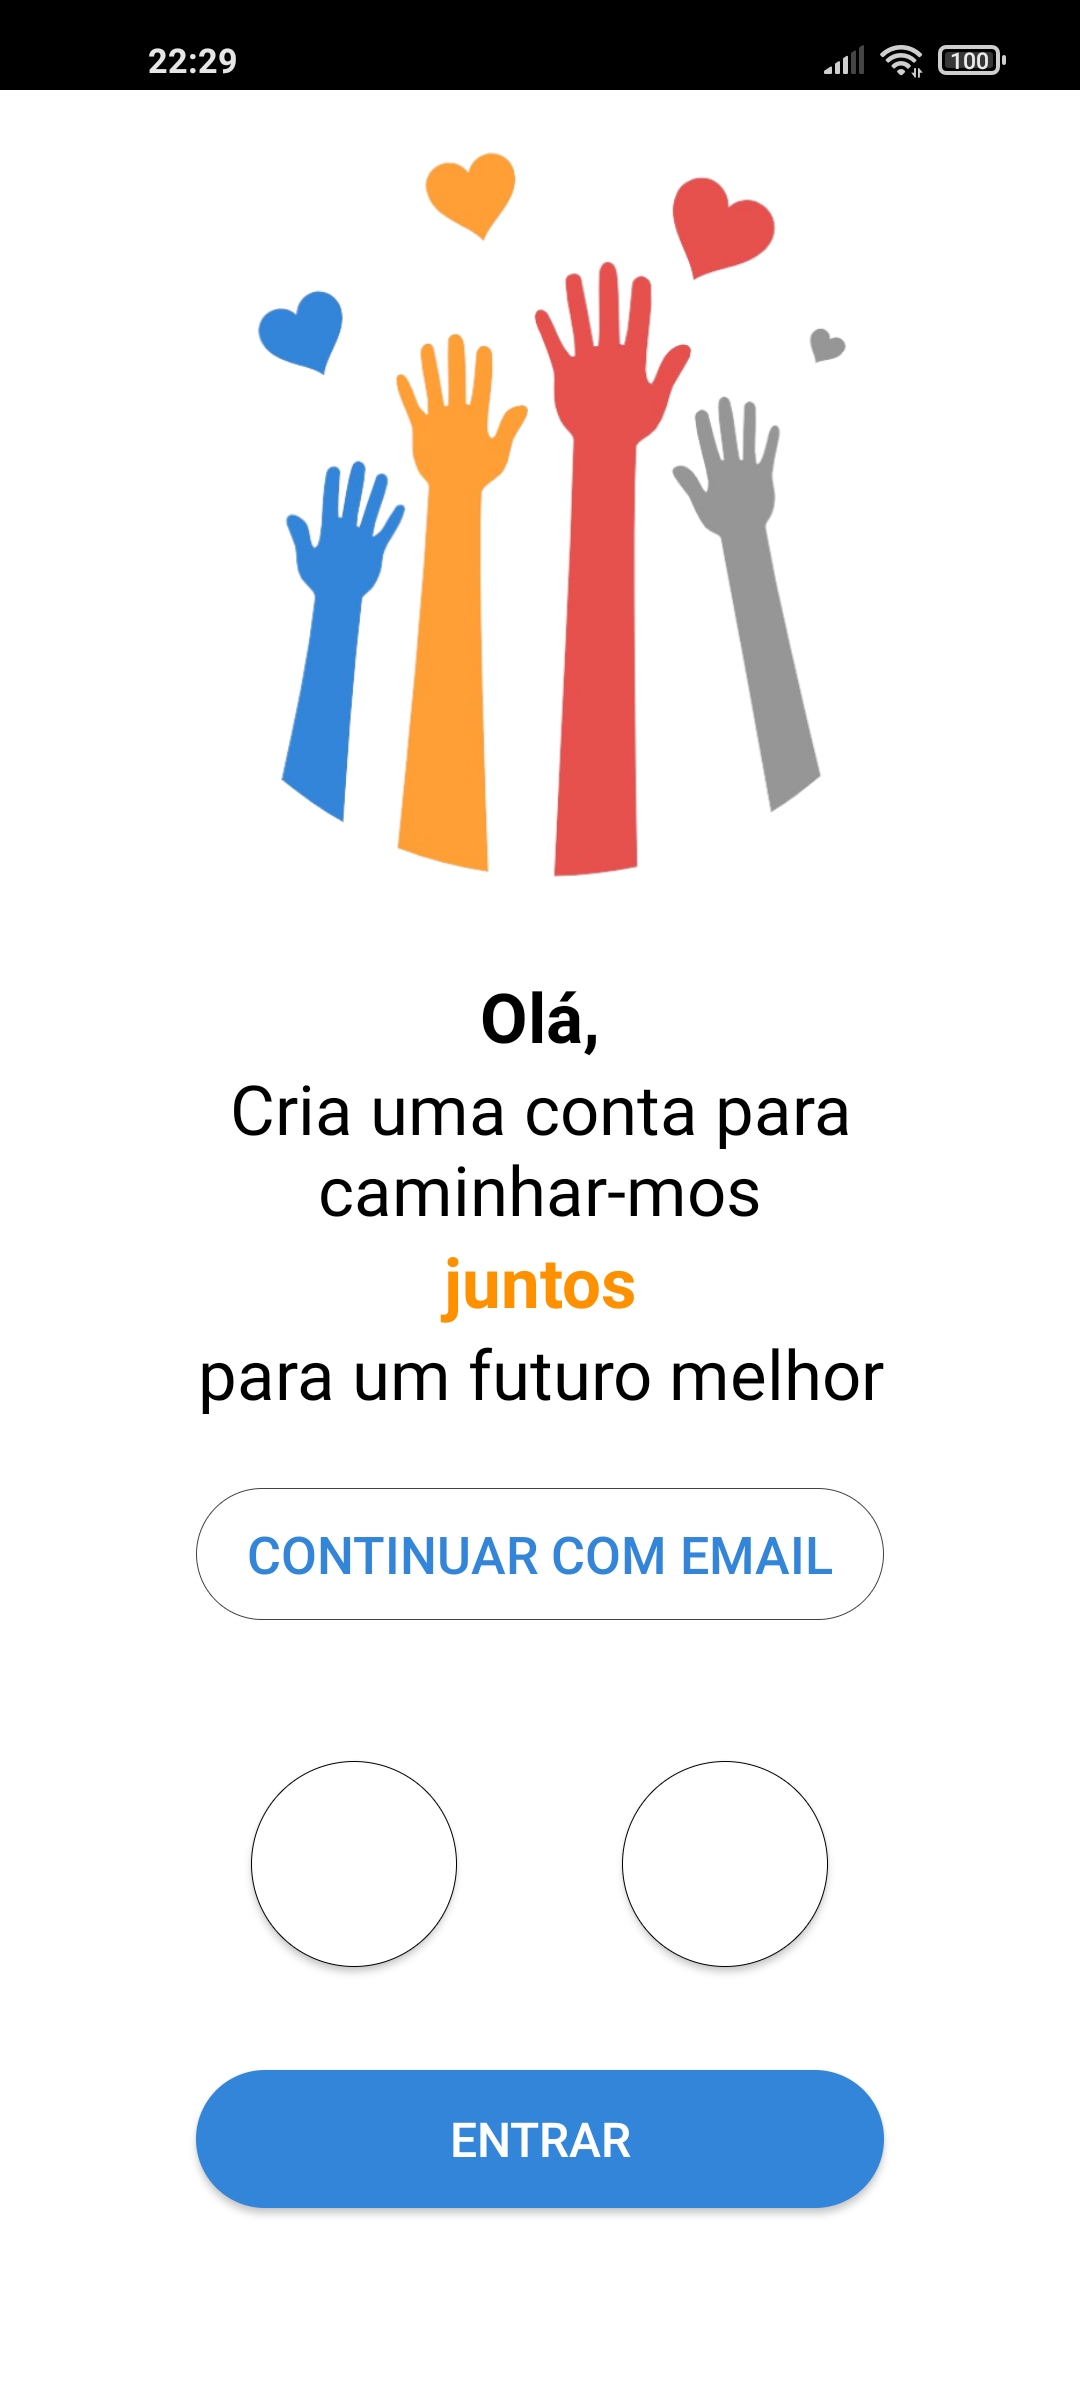 22:29
100
Olá,
Cria uma conta para
caminhar-mos
juntos
para um futuro melhor
CONTINUAR COM EMAIL
ENTRAR